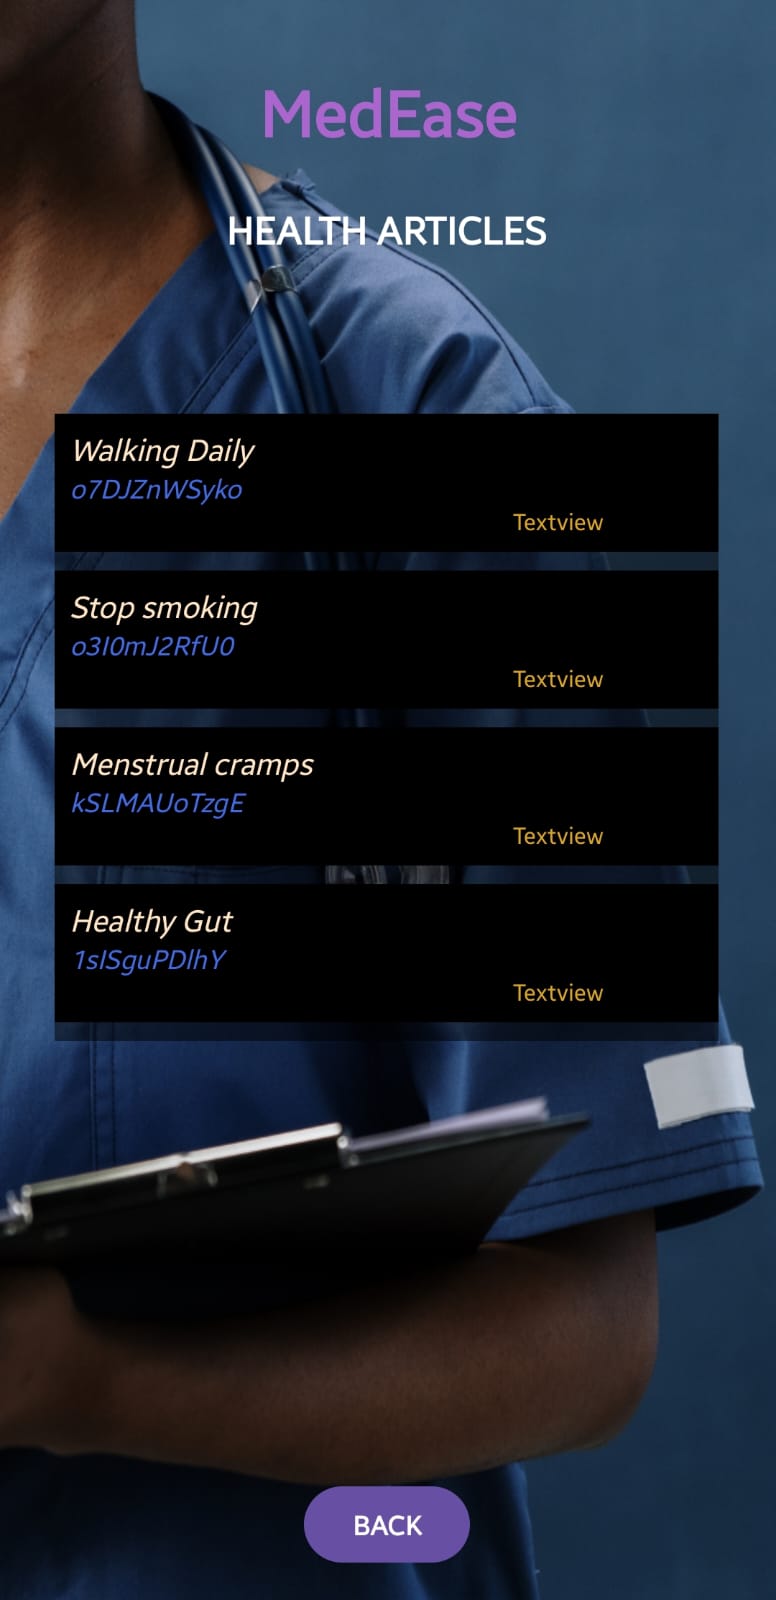 MedEase
HEALTH ARTICLES
Walking Daily
o7DJZnWSyko
Textview
Stop smoking
o3I0mJ2RfU0
Textview
Menstrual cramps
kSLMAUoTzgE
Textview
Healthy Gut
1sISguPDlhY
Textview
BACK